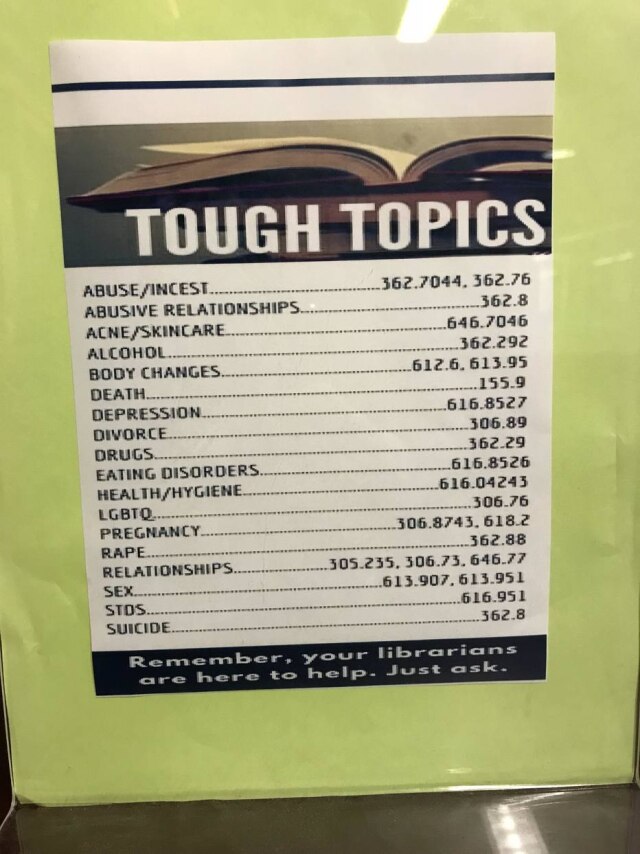 TOUGH TOPICS
ABUSE/INCEST....................362.7044, 362.76
ABUSIVE RELATIONSHIPS....................362.8
ACNE/SKINCARE....................646.7046
ALCOHOL....................362.292
BODY CHANGES....................612.6, 613.95
DEATH....................155.9
DEPRESSION....................616.8527
DIVORCE....................306.89
DRUGS....................362.29
EATING DISORDERS....................616.8526
HEALTH/HYGIENE....................616.04243
LGBTQ....................306.76
PREGNANCY....................306.8743, 618.2
RAPE....................362.88
RELATIONSHIPS....................305.235, 306.73, 646.77
SEX....................613.907, 613.951
STDS....................616.951
SUICIDE....................362.8
Remember, your librarians
are here to help. Just ask.